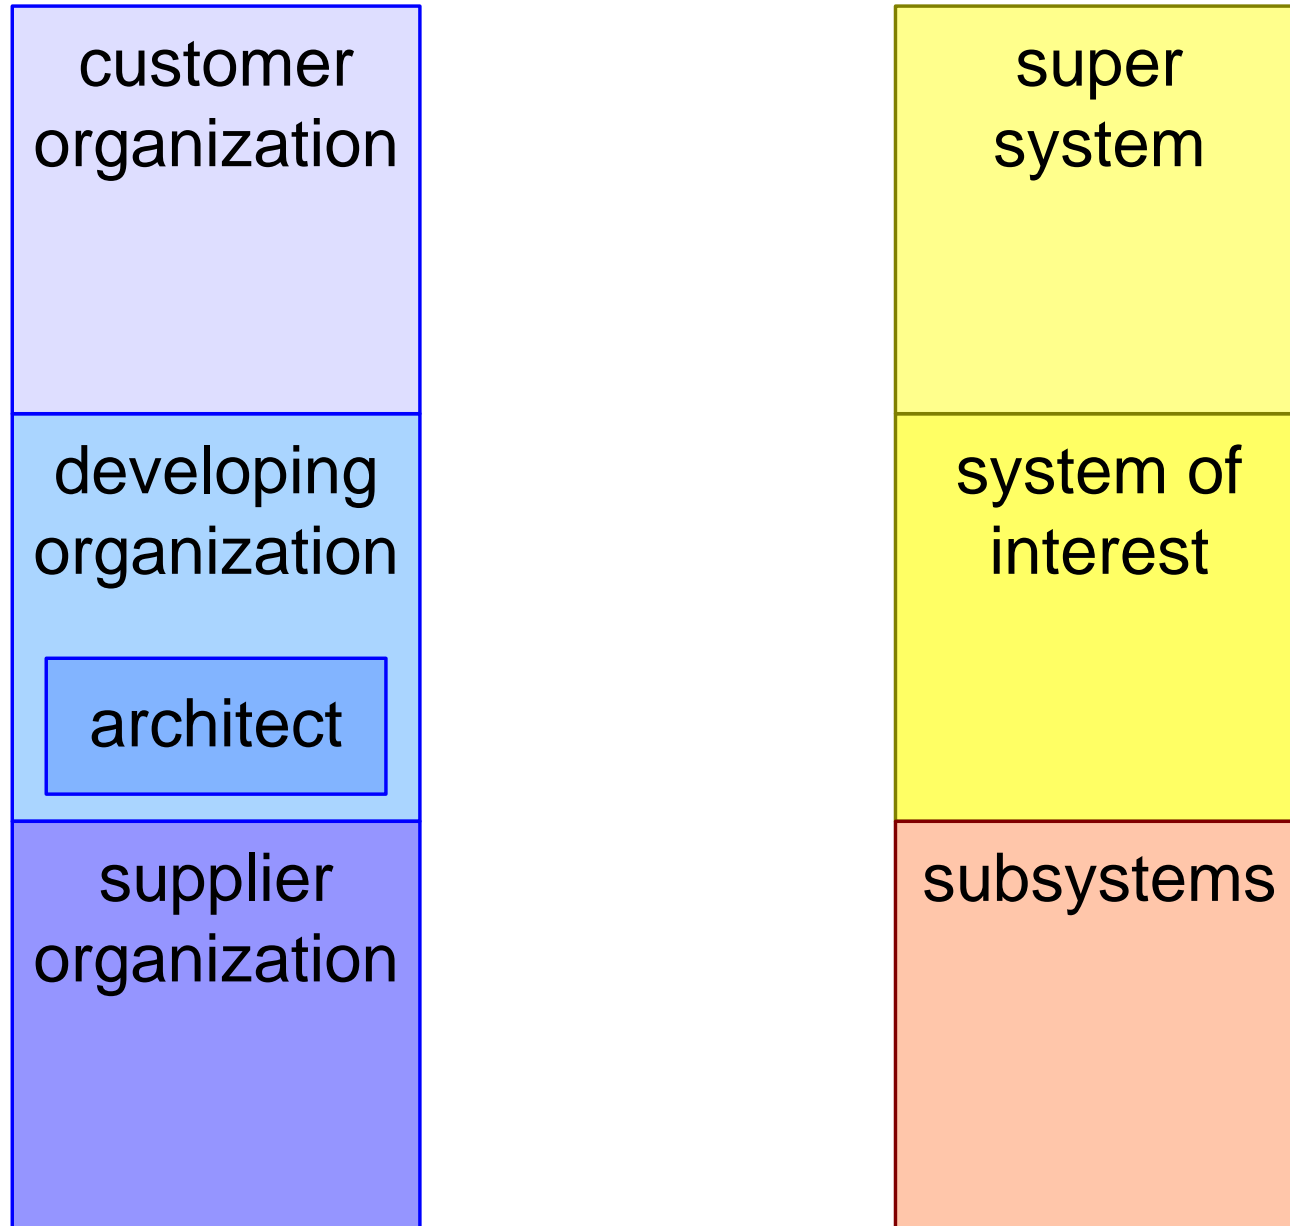 customer
organization
developing
organization
architect
supplier
organization
super
system
system of
interest
subsystems